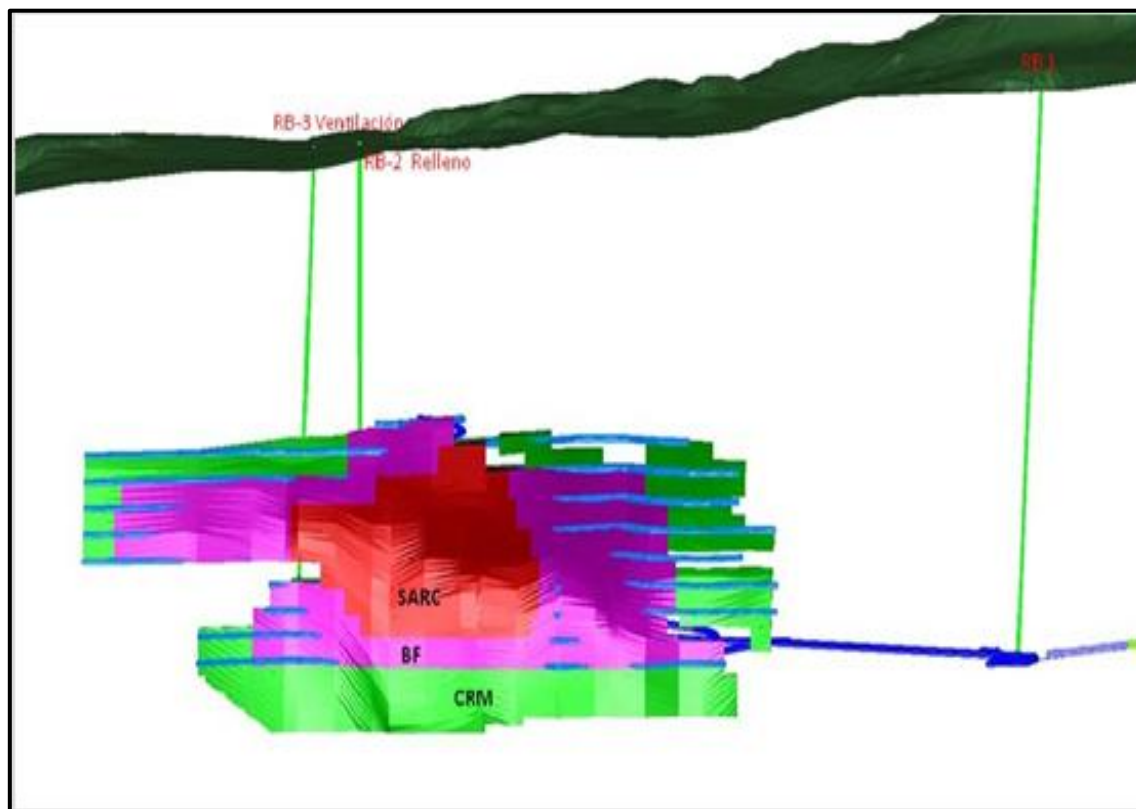 RB 1
RB-3 Ventilación
RB-2 Relleno
SARC
BF
CRM